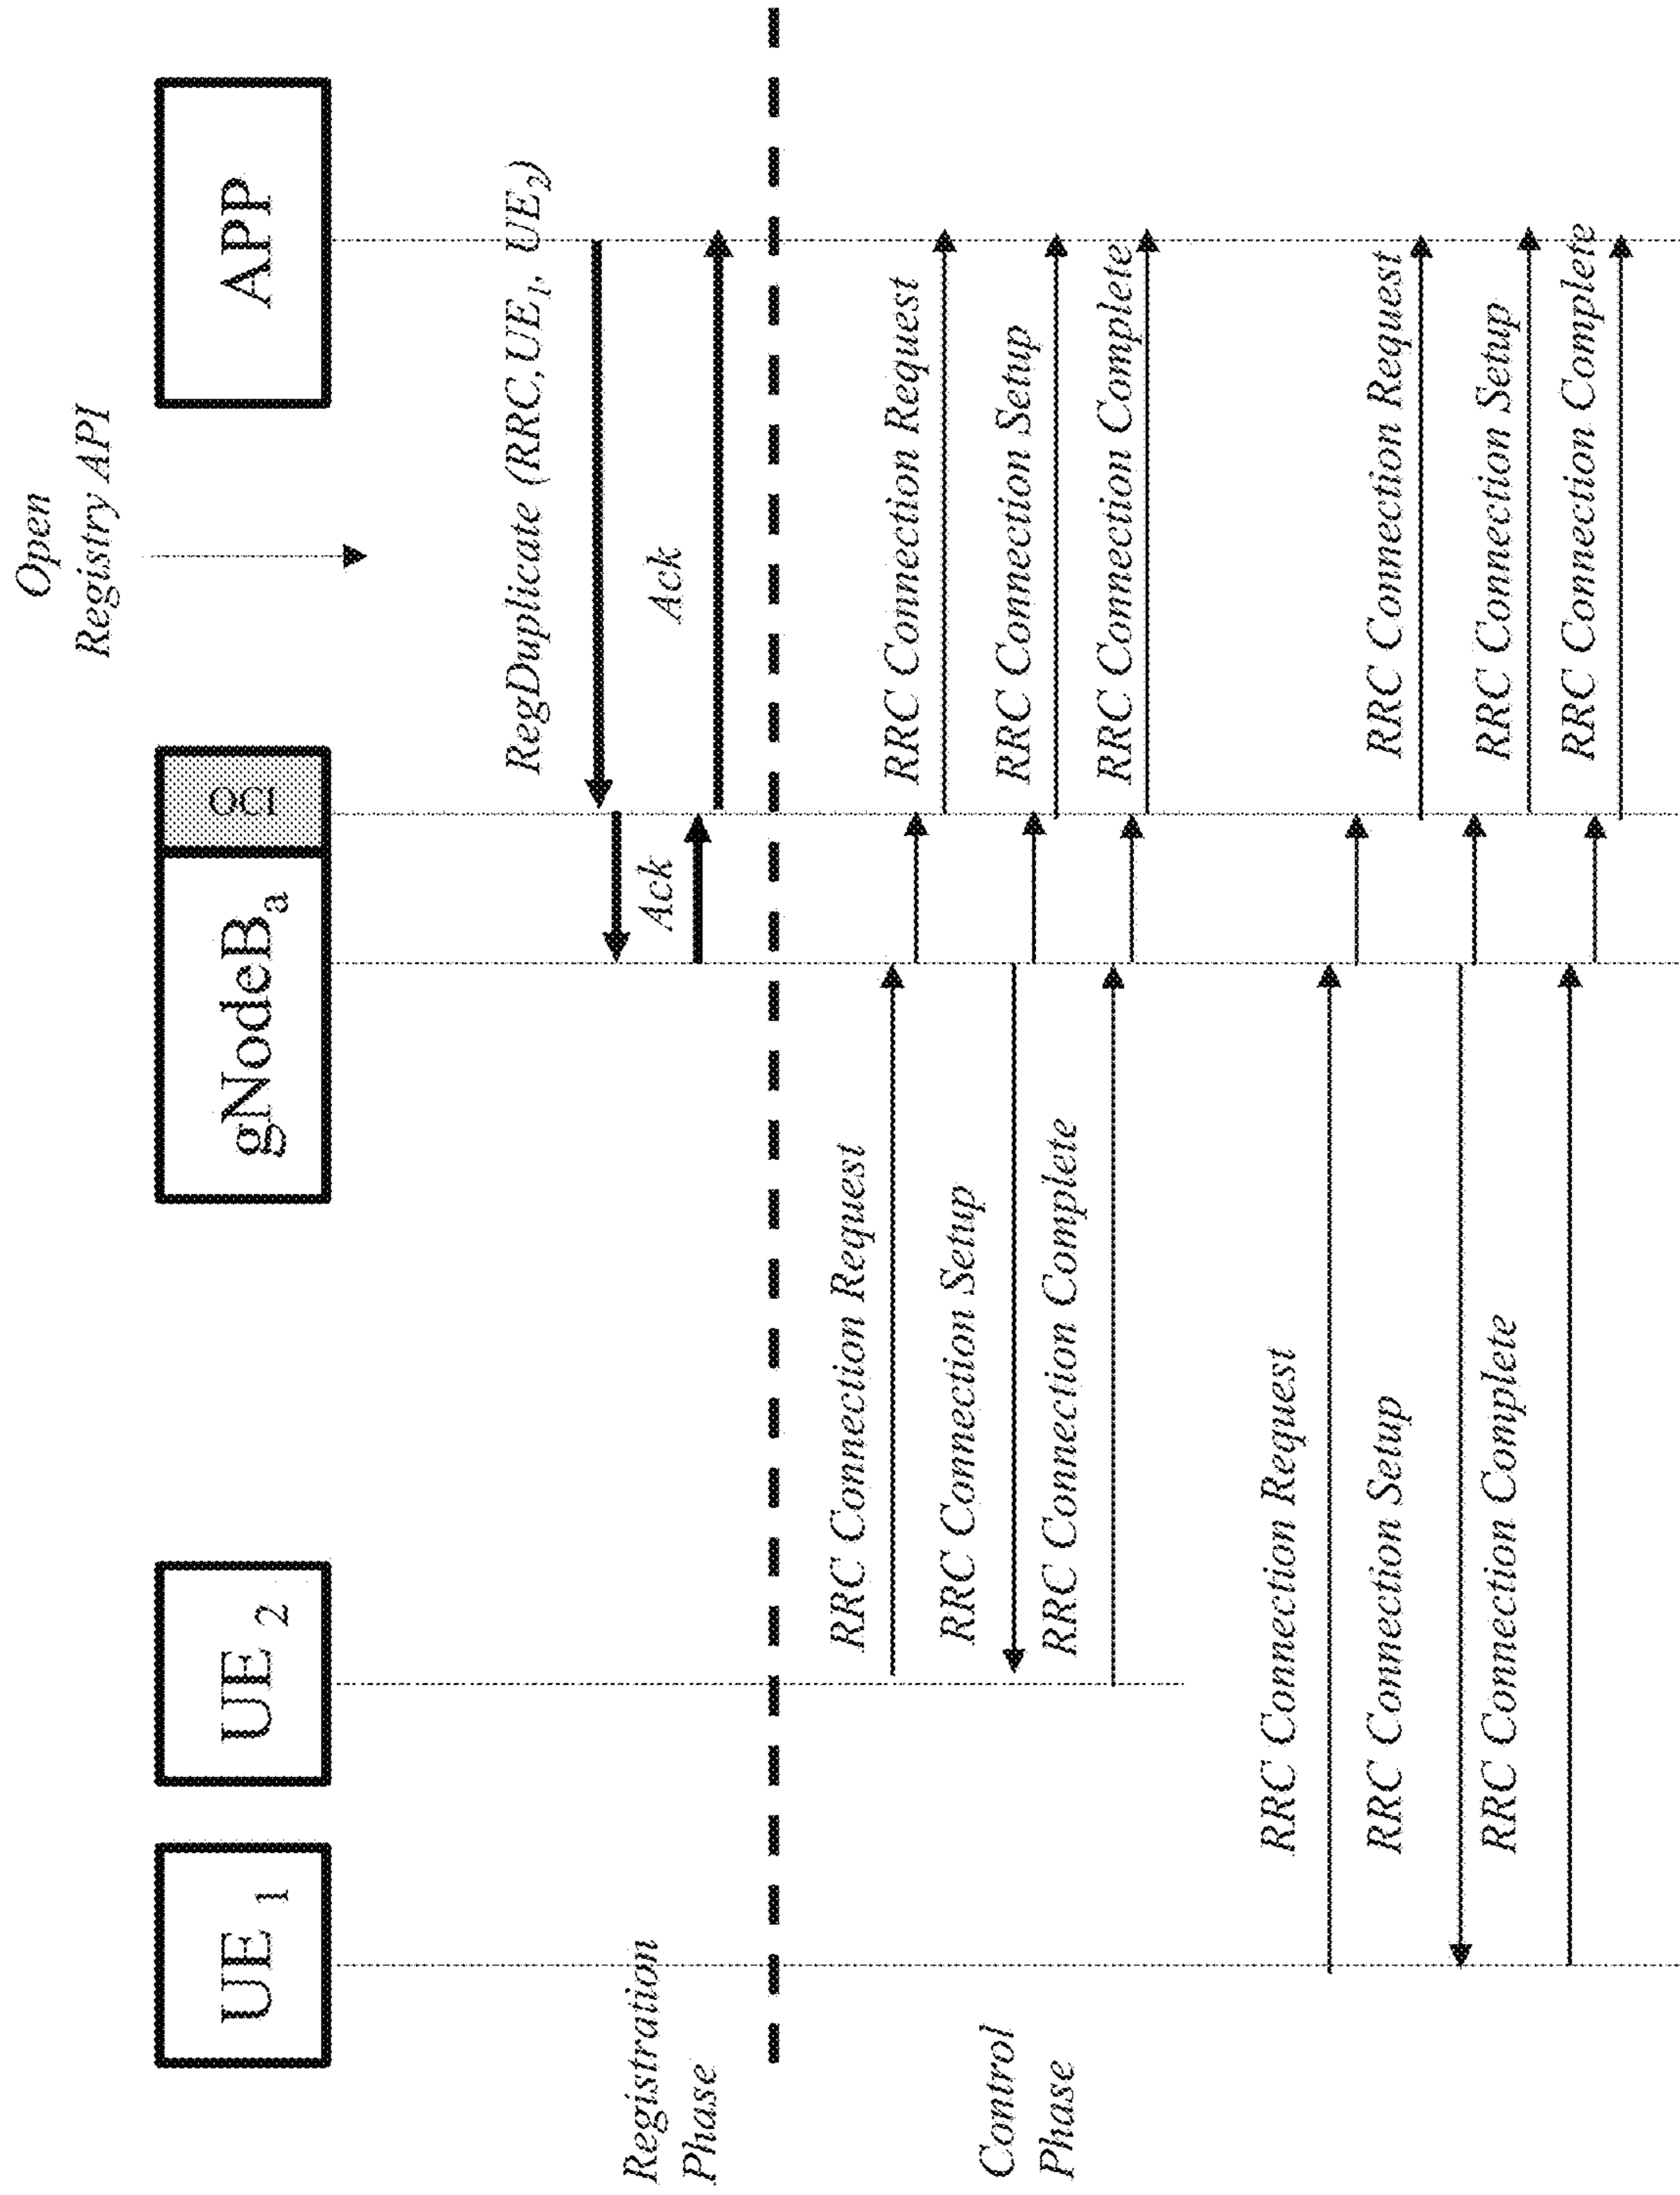 Open
Registry API
UE 1
UE 2
gNodeBa
OCI
APP
RegDuplicate (RRC,UE1, UE2)
Registration
Phase
Ack
Ack
Control
Phase
RRC Connection Request
RRC Connection Request
RRC Connection Setup
RRC Connection Setup
RRC Connection Complete
RRC Connection Complete
RRC Connection Request
RRC Connection Request
RRC Connection Setup
RRC Connection Setup
RRC Connection Complete
RRC Connection Complete